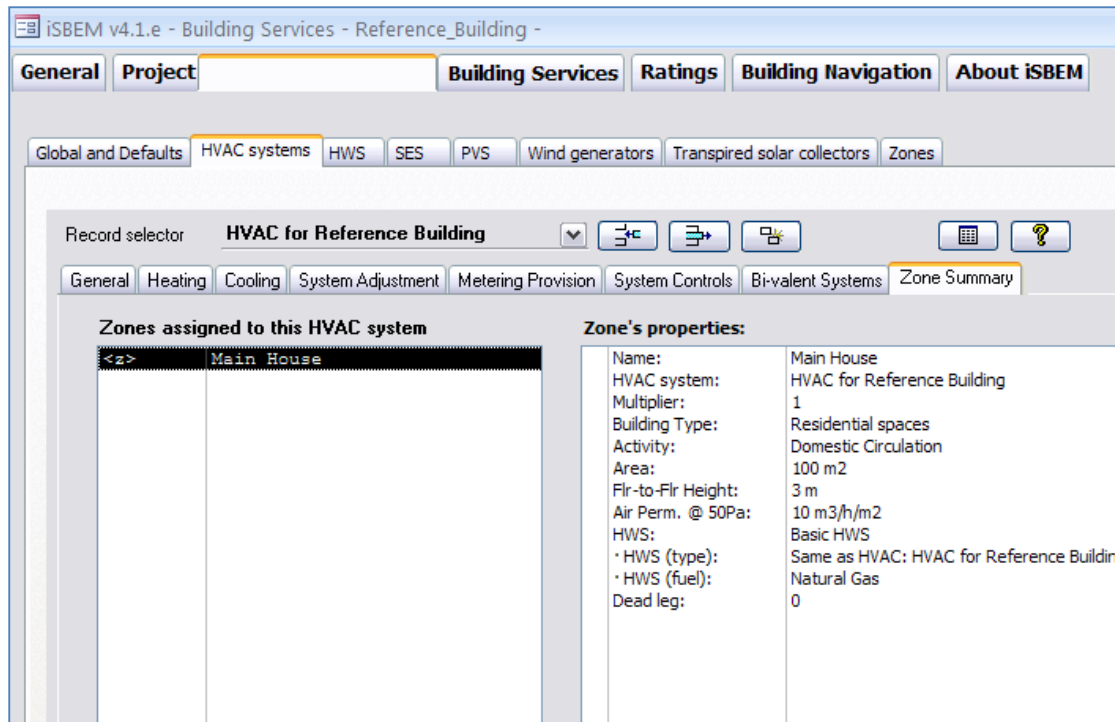 iSBEM v4.1.e - Building Services - Reference_Building -
General Project Building Services Ratings Building Navigation About iSBEM
Global and Defaults HVAC systems HWS SES PVS Wind generators Transpired solar collectors Zones
Record selector HVAC for Reference Building
General Heating Cooling System Adjustment Metering Provision System Controls Bi-valent Systems Zone Summary
Zones assigned to this HVAC system
<z> Main House
Zone's properties:
Name: Main House
HVAC system: HVAC for Reference Building
Multiplier: 1
Building Type: Residential spaces
Activity: Domestic Circulation
Area: 100 m2
Flr-to-Flr Height: 3 m
Air Perm. @ 50Pa: 10 m3/h/m2
HWS: Basic HWS
· HWS (type): Same as HVAC: HVAC for Reference Buildin
· HWS (fuel): Natural Gas
Dead leg: 0